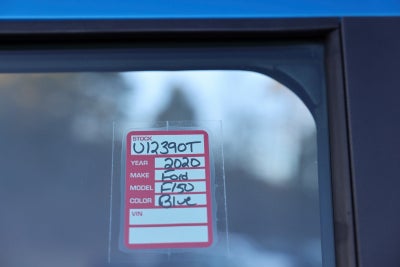 STOCK
U12390T
YEAR 2020
MAKE Ford
MODEL F150
COLOR Blue
VIN